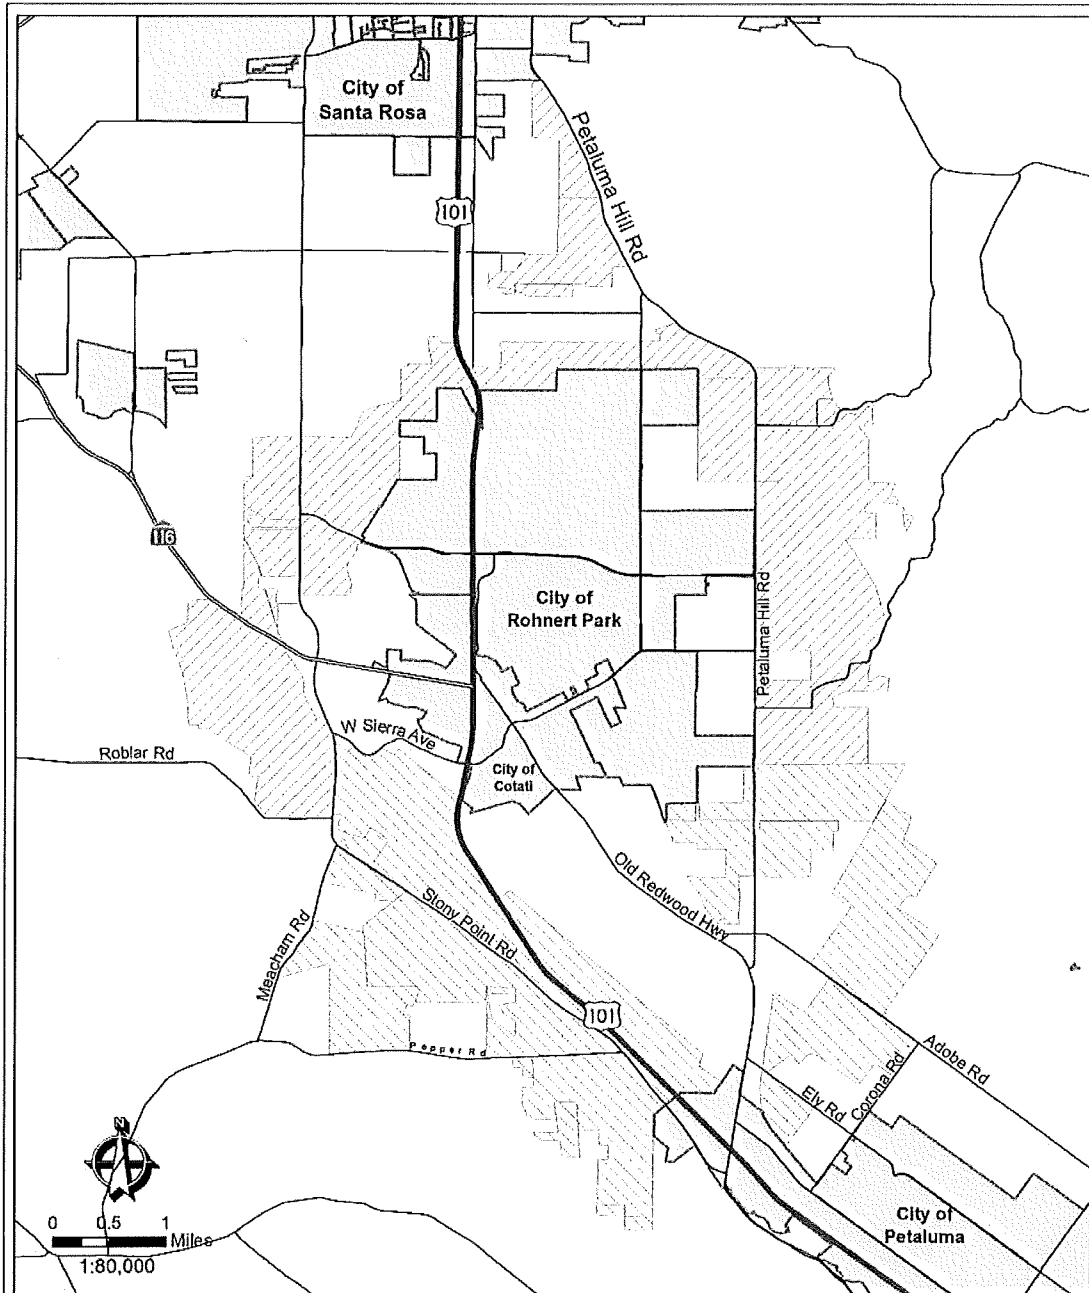 City of
Santa Rosa
Petaluma Hill Rd
101
116
City of
Rohnert Park
Petaluma Hill Rd
W Sierra Ave
Roblar Rd
City of
Cotati
Old Redwood Hwy
Stony Point Rd
Meacham Rd
101
Pepper Rd
Adobe Rd
Corona Rd
Ely Rd
N
0 0.5 1
Miles
1:80,000
City of
Petaluma